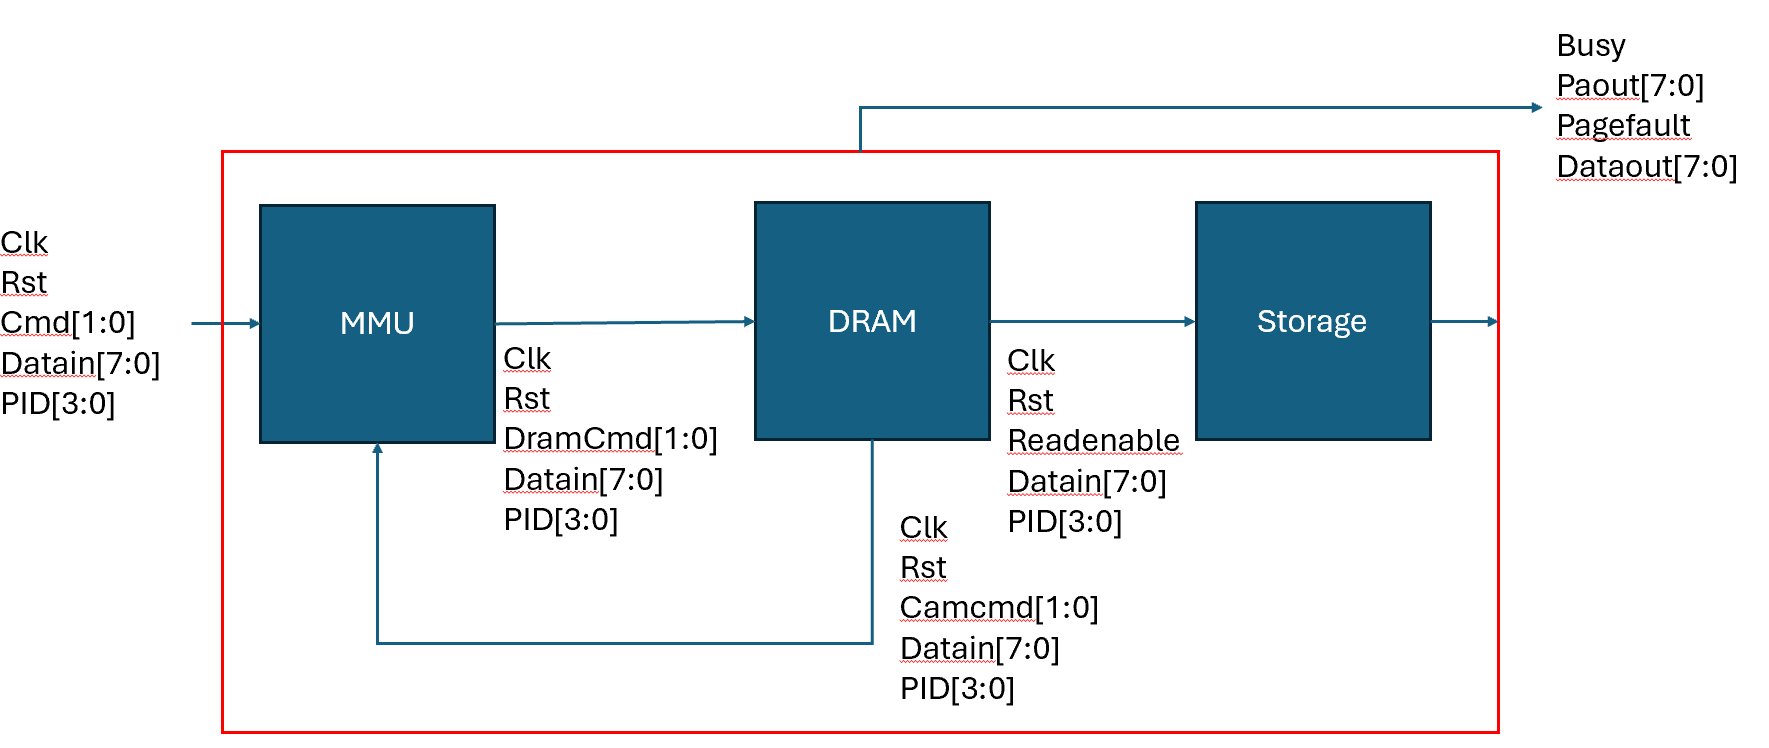 Busy
Paout[7:0]
Pagefault
Dataout[7:0]
Clk
Rst
Cmd[1:0]
Datain[7:0]
PID[3:0]
MMU
DRAM
Storage
Clk
Rst
DramCmd[1:0]
Datain[7:0]
PID[3:0]
Clk
Rst
Readenable
Datain[7:0]
PID[3:0]
Clk
Rst
Camcmd[1:0]
Datain[7:0]
PID[3:0]